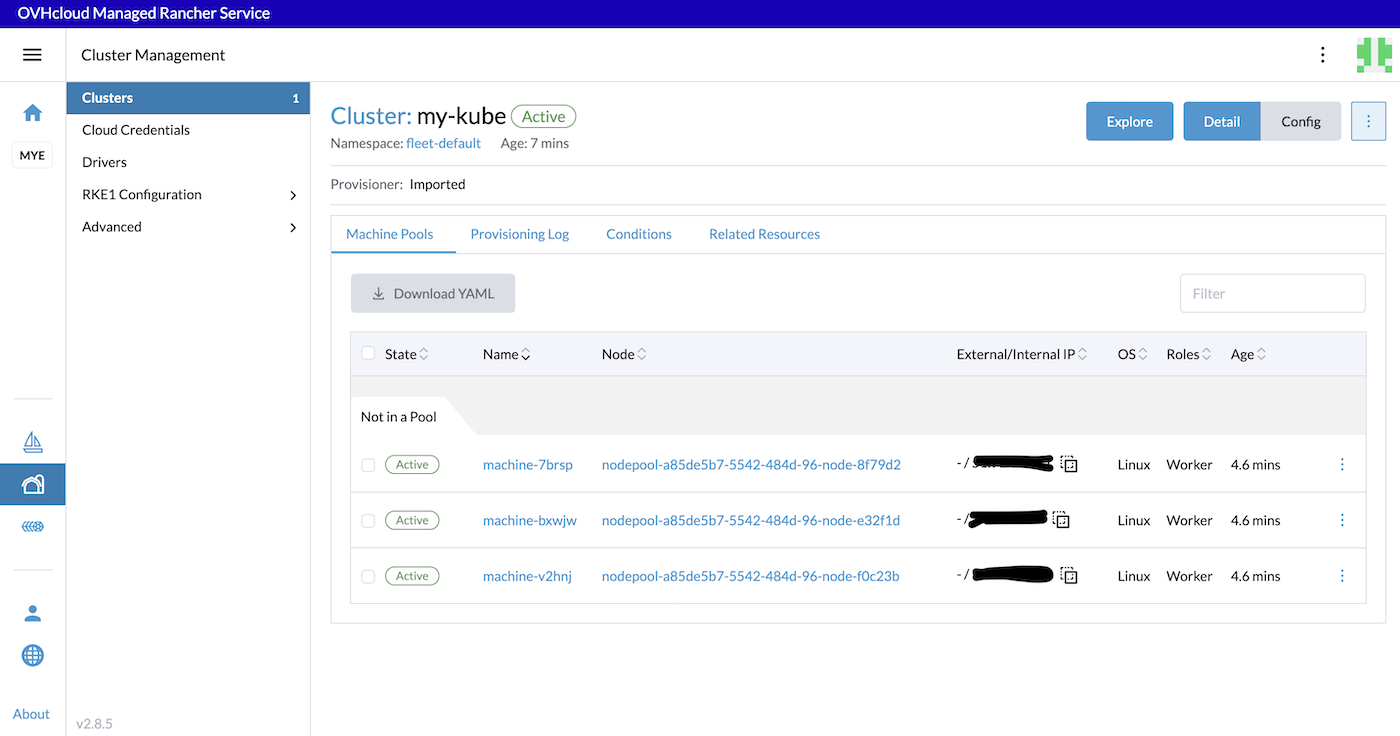 OVHcloud Managed Rancher Service
Cluster Management
MYE
About
Clusters 1
Cloud Credentials
Drivers
RKE1 Configuration
Advanced
v2.8.5
Cluster: my-kube Active
Explore Detail Config
Namespace: fleet-default Age: 7 mins
Provisioner: Imported
Machine Pools Provisioning Log Conditions Related Resources
Download YAML Filter
State Name Node External/Internal IP OS Roles Age
Not in a Pool
Active machine-7brsp nodepool-a85de5b7-5542-484d-96-node-8f79d2 -/ Linux Worker 4.6 mins
Active machine-bxwjw nodepool-a85de5b7-5542-484d-96-node-e32f1d -/ Linux Worker 4.6 mins
Active machine-v2hnj nodepool-a85de5b7-5542-484d-96-node-f0c23b -/ Linux Worker 4.6 mins